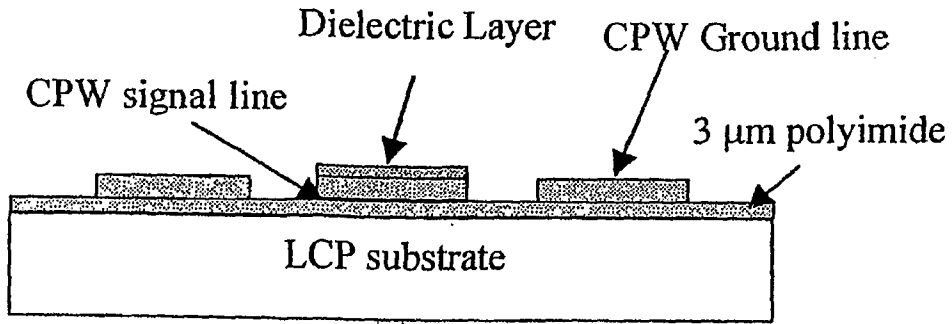 Dielectric Layer
CPW Ground line
CPW signal line
3 μm polyimide
LCP substrate